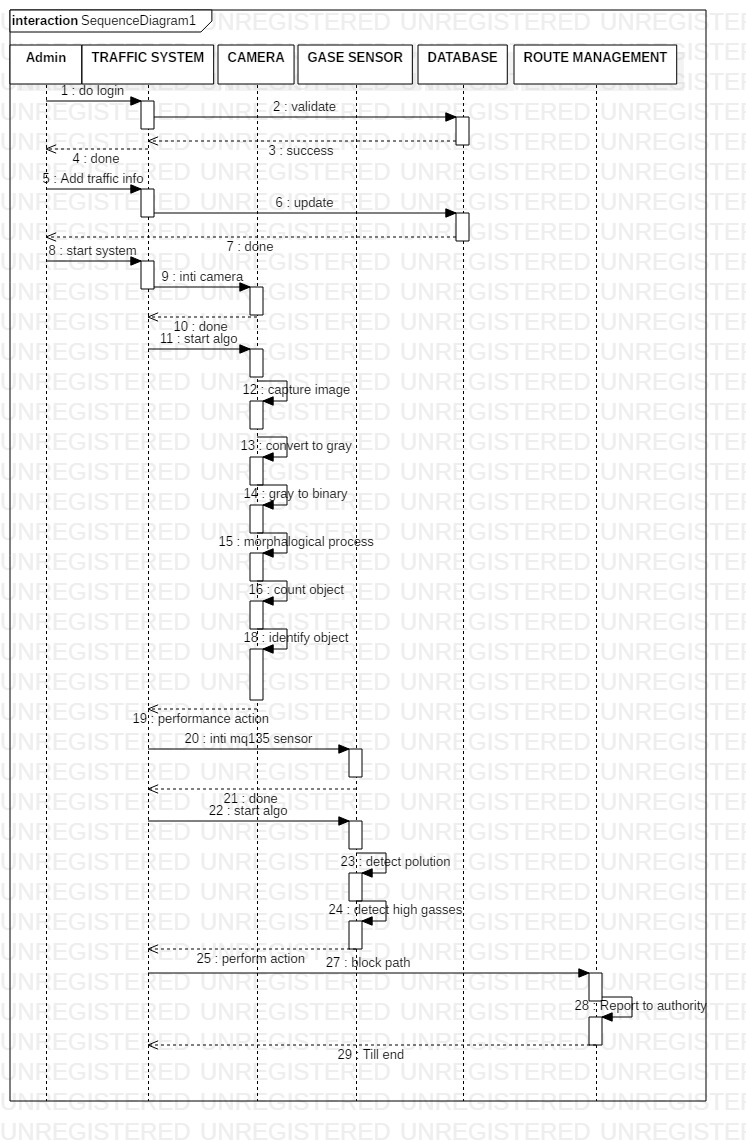 interaction SequenceDiagram1
Admin
TRAFFIC SYSTEM
CAMERA
GASE SENSOR
DATABASE
ROUTE MANAGEMENT
1 : do login
2 : validate
3 : success
4 : done
5 : Add traffic info
6 : update
7 : done
8 : start system
9 : inti camera
10 : done
11 : start algo
12 : capture image
13 : convert to gray
14 : gray to binary
15 : morphalogical process
16 : count object
18 : identify object
19 : performance action
20 : inti mq135 sensor
21 : done
22 : start algo
23 : detect polution
24 : detect high gasses
25 : perform action
27 : block path
28 : Report to authority
29 : Till end
UNREGISTERED